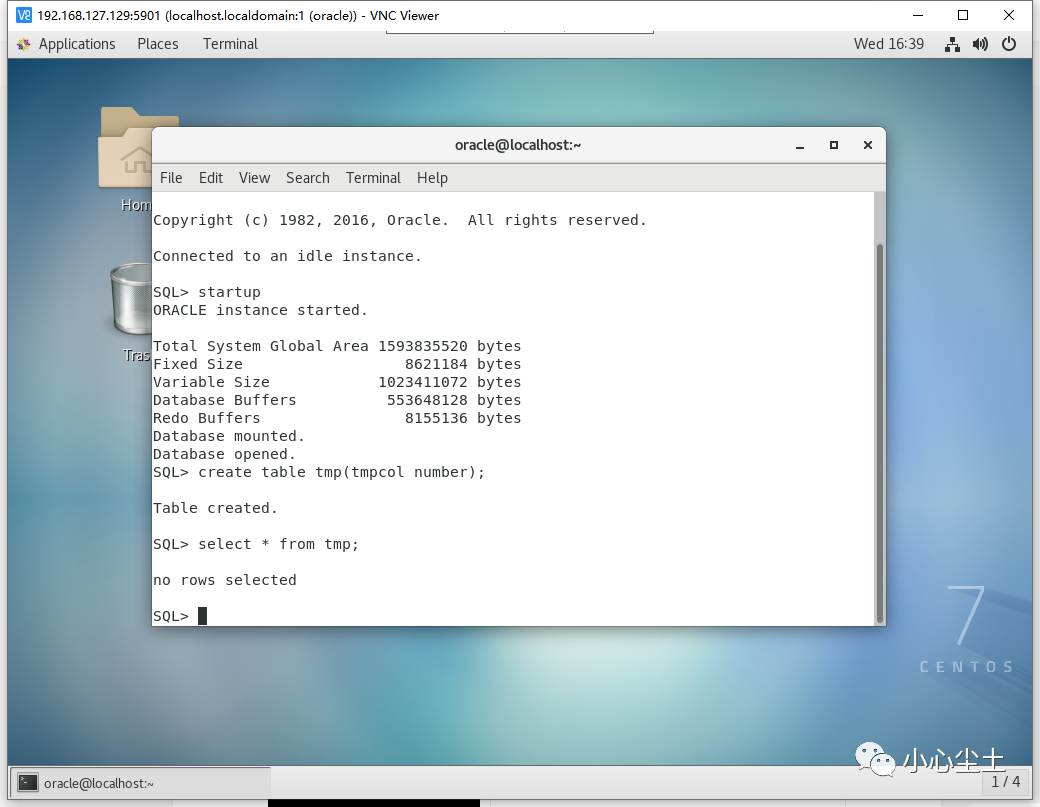 192.168.127.129:5901 (localhost.localdomain:1 (oracle)) - VNC Viewer
Applications Places Terminal Wed 16:39
Home
Trash
oracle@localhost:~
File Edit View Search Terminal Help
Copyright (c) 1982, 2016, Oracle.  All rights reserved.
Connected to an idle instance.
SQL> startup
ORACLE instance started.
Total System Global Area 1593835520 bytes
Fixed Size                  8621184 bytes
Variable Size            1023411072 bytes
Database Buffers          553648128 bytes
Redo Buffers                8155136 bytes
Database mounted.
Database opened.
SQL> create table tmp(tmpcol number);
Table created.
SQL> select * from tmp;
no rows selected
SQL>
7
CENTOS
小心尘土
oracle@localhost:~
1 / 4